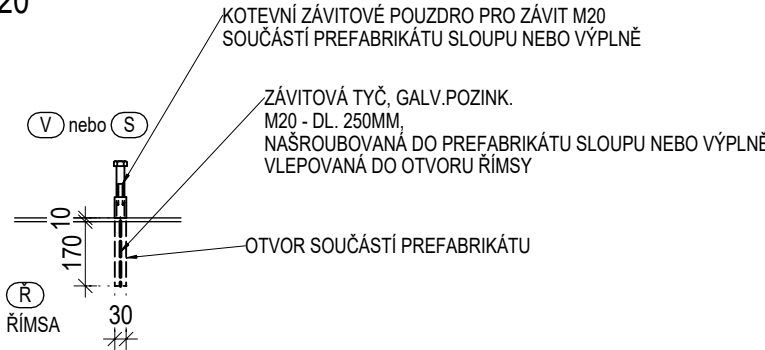 20
KOTEVNÍ ZÁVITOVÉ POUZDRO PRO ZÁVIT M20
SOUČÁSTÍ PREFABRIKÁTU SLOUPU NEBO VÝPLNĚ
ZÁVITOVÁ TYČ, GALV.POZINK.
M20 - DL. 250MM,
NAŠROUBOVANÁ DO PREFABRIKÁTU SLOUPU NEBO VÝPLNĚ
VLEPOVANÁ DO OTVORU ŘÍMSY
V nebo S
10
170
OTVOR SOUČÁSTÍ PREFABRIKÁTU
Ř
ŘÍMSA
30